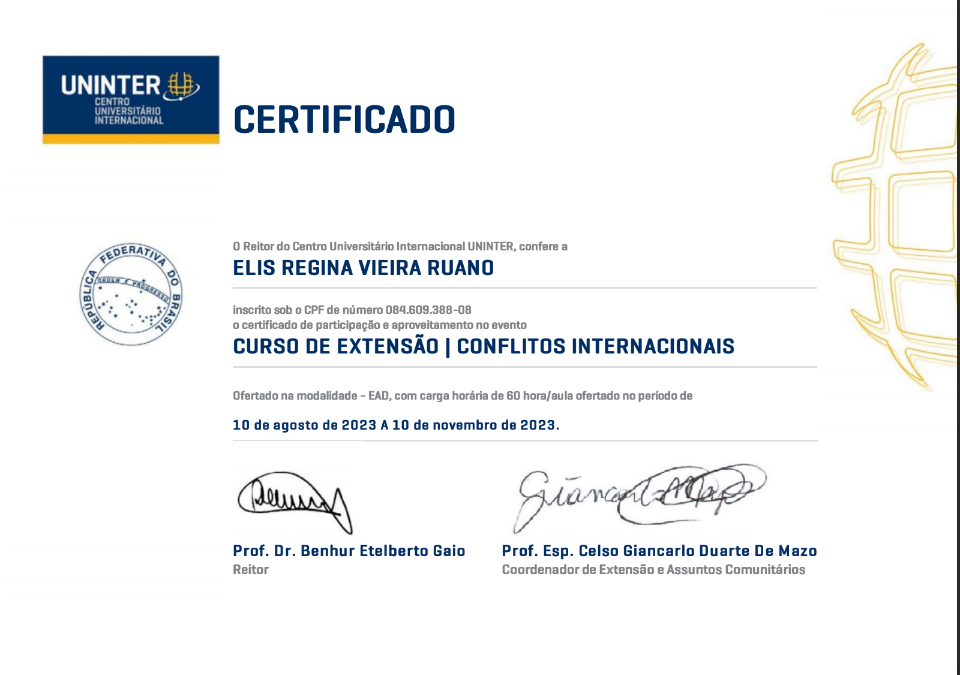 UNINTER
CENTRO
UNIVERSITÁRIO
INTERNACIONAL
CERTIFICADO
REPÚBLICA FEDERATIVA DO BRASIL
ORDEM E PROGRESSO
O Reitor do Centro Universitário Internacional UNINTER, confere a
ELIS REGINA VIEIRA RUANO
inscrito sob o CPF de número 084.609.388-08
o certificado de participação e aproveitamento no evento
CURSO DE EXTENSÃO | CONFLITOS INTERNACIONAIS
Ofertado na modalidade - EAD, com carga horária de 60 hora/aula ofertado no período de
10 de agosto de 2023 A 10 de novembro de 2023.
Giancarlo Mazo
Prof. Dr. Benhur Etelberto Gaio
Prof. Esp. Celso Giancarlo Duarte De Mazo
Reitor
Coordenador de Extensão e Assuntos Comunitários